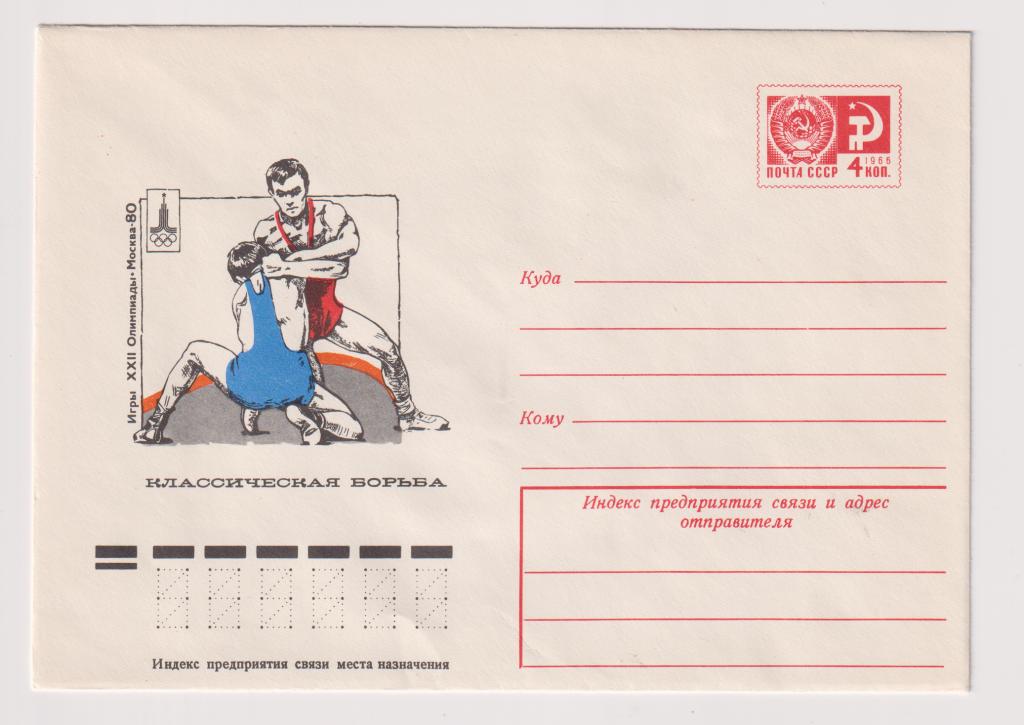 ПОЧТА СССР
1966
4 КОП.
Игры XXII Олимпиады • Москва-80
Куда
Кому
КЛАССИЧЕСКАЯ БОРЬБА
Индекс предприятия связи и адрес
отправителя
Индекс предприятия связи места назначения